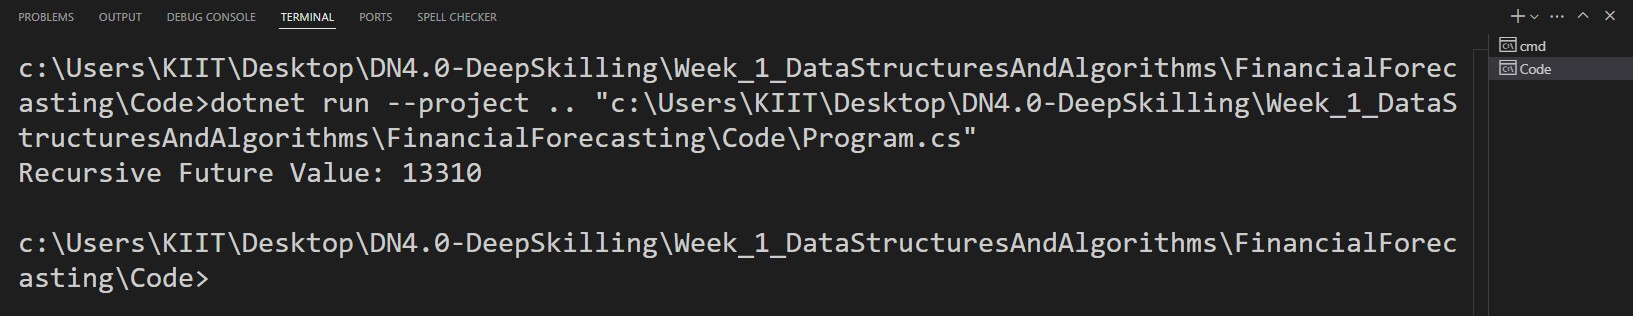 PROBLEMS OUTPUT DEBUG CONSOLE TERMINAL PORTS SPELL CHECKER
c:\Users\KIIT\Desktop\DN4.0-DeepSkilling\Week_1_DataStructuresAndAlgorithms\FinancialForec
asting\Code>dotnet run --project .. "c:\Users\KIIT\Desktop\DN4.0-DeepSkilling\Week_1_DataS
tructuresAndAlgorithms\FinancialForecasting\Code\Program.cs"
Recursive Future Value: 13310
c:\Users\KIIT\Desktop\DN4.0-DeepSkilling\Week_1_DataStructuresAndAlgorithms\FinancialForec
asting\Code>
cmd
Code